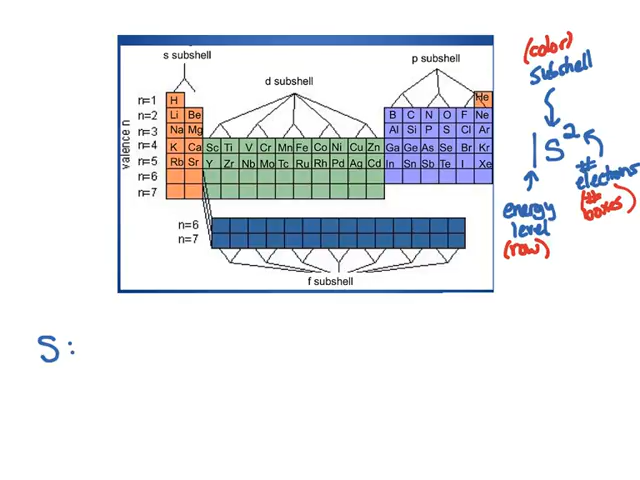 s subshell
d subshell
p subshell
(color)
subshell
1S²
# electrons
(# boxes)
energy level
(row)
valence n
n=1 H He
n=2 Li Be B C N O F Ne
n=3 Na Mg Al Si P S Cl Ar
n=4 K Ca Sc Ti V Cr Mn Fe Co Ni Cu Zn Ga Ge As Se Br Kr
n=5 Rb Sr Y Zr Nb Mo Tc Ru Rh Pd Ag Cd In Sn Sb Te I Xe
n=6
n=7
n=6
n=7
f subshell
S: